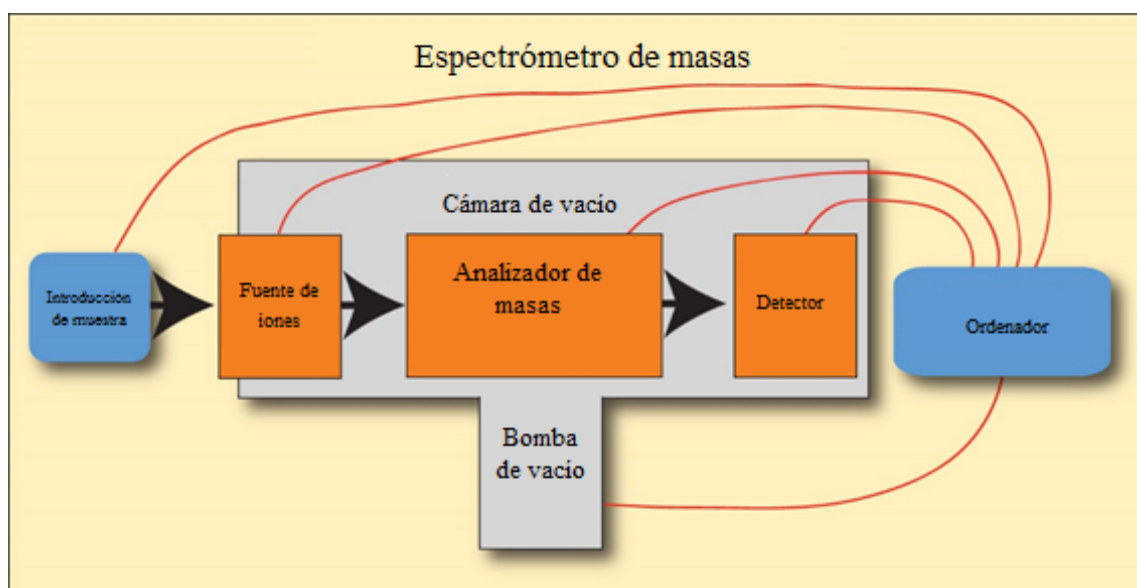 Espectrómetro de masas
Cámara de vacio
Introducción
de muestra
Fuente de
iones
Analizador de
masas
Detector
Ordenador
Bomba
de vacio